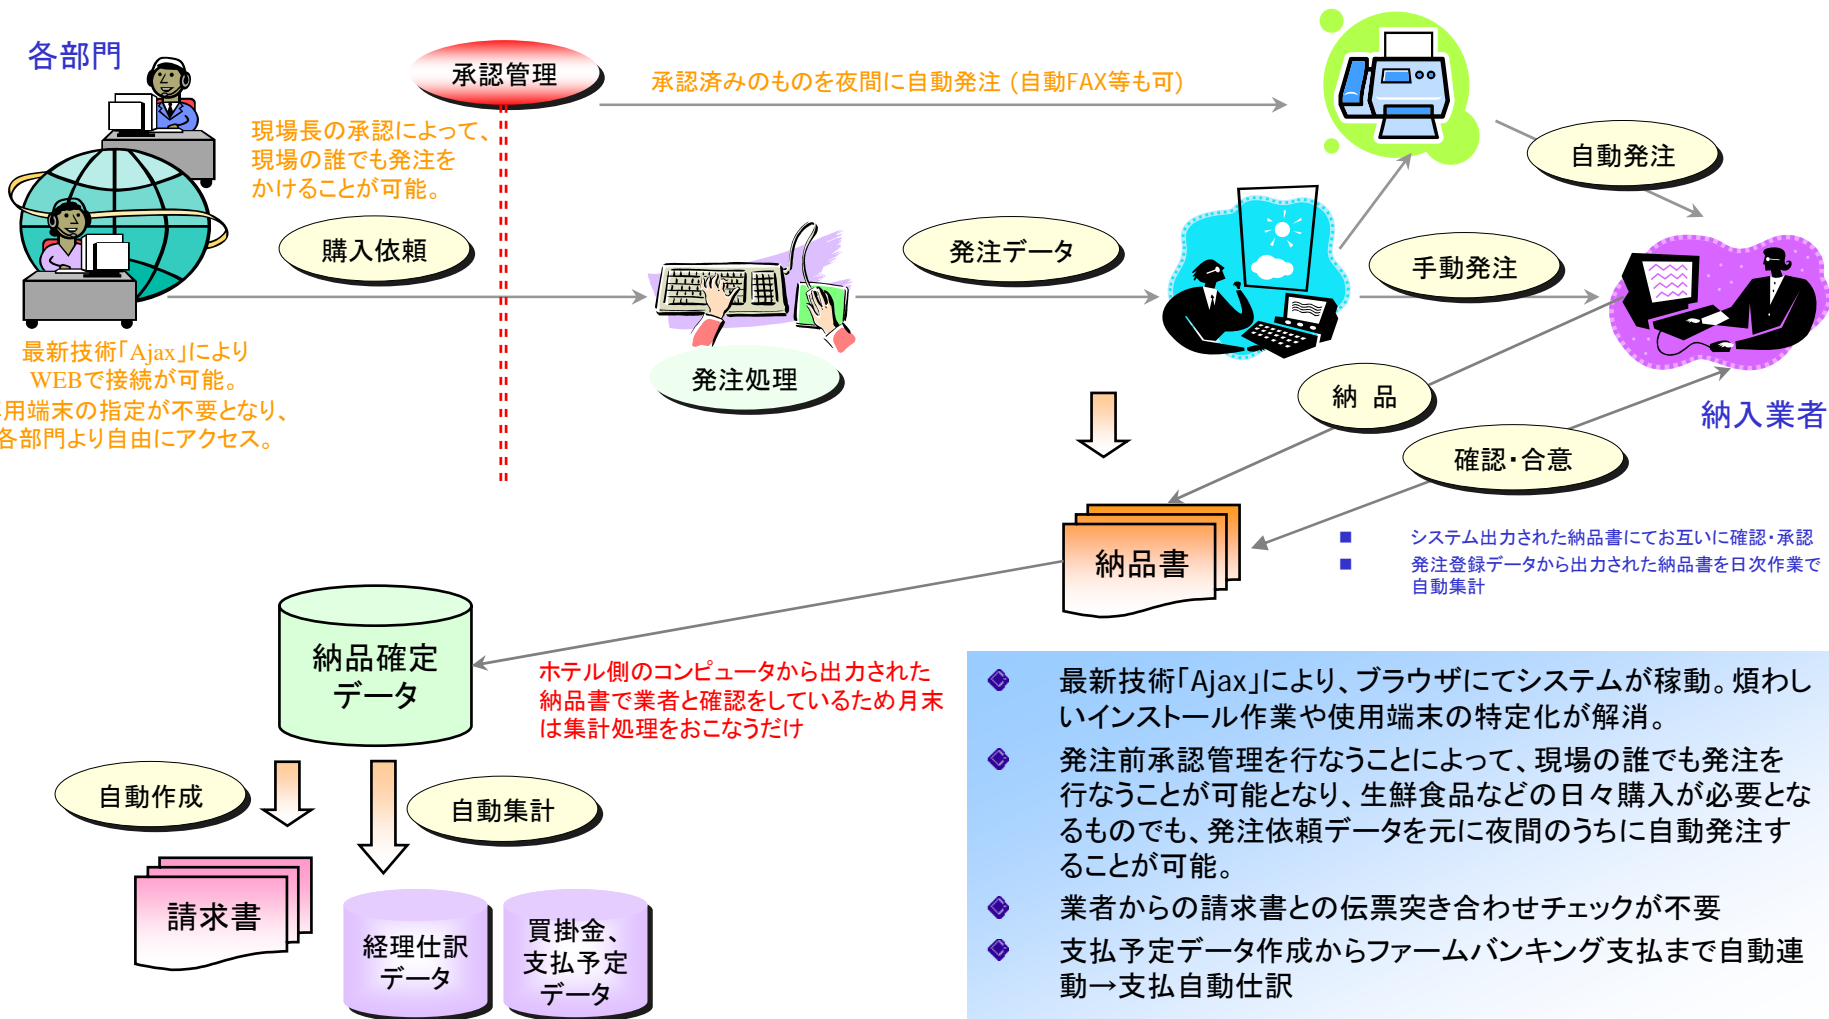 各部門
承認管理
承認済みのものを夜間に自動発注 (自動FAX等も可)
現場長の承認によって、
現場の誰でも発注を
かけることが可能。
自動発注
購入依頼
発注データ
手動発注
最新技術「Ajax」により
WEBで接続が可能。
用端末の指定が不要となり、
各部門より自由にアクセス。
発注処理
納 品
納入業者
確認・合意
納品書
■ システム出力された納品書にてお互いに確認・承認
■ 発注登録データから出力された納品書を日次作業で
自動集計
納品確定
データ
ホテル側のコンピュータから出力された
納品書で業者と確認をしているため月末
は集計処理をおこなうだけ
自動作成
自動集計
請求書
経理仕訳
データ
買掛金、
支払予定
データ
最新技術「Ajax」により、ブラウザにてシステムが稼動。煩わし
いインストール作業や使用端末の特定化が解消。
発注前承認管理を行なうことによって、現場の誰でも発注を
行なうことが可能となり、生鮮食品などの日々購入が必要とな
るものでも、発注依頼データを元に夜間のうちに自動発注す
ることが可能。
業者からの請求書との伝票突き合わせチェックが不要
支払予定データ作成からファームバンキング支払まで自動連
動→支払自動仕訳